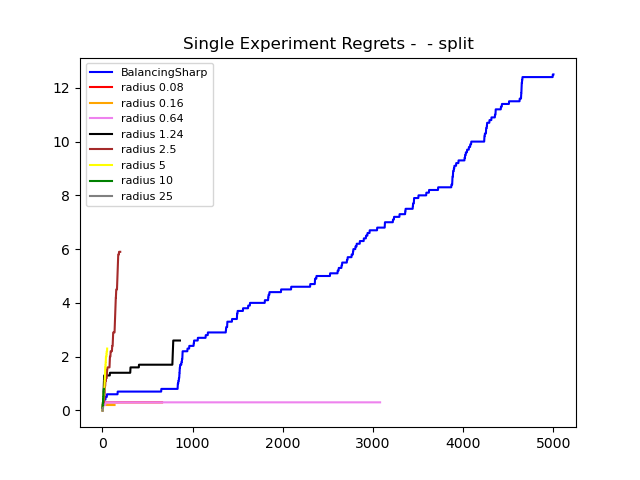 Single Experiment Regrets -  - split
BalancingSharp
radius 0.08
radius 0.16
radius 0.64
radius 1.24
radius 2.5
radius 5
radius 10
radius 25
12
10
8
6
4
2
0
0 1000 2000 3000 4000 5000